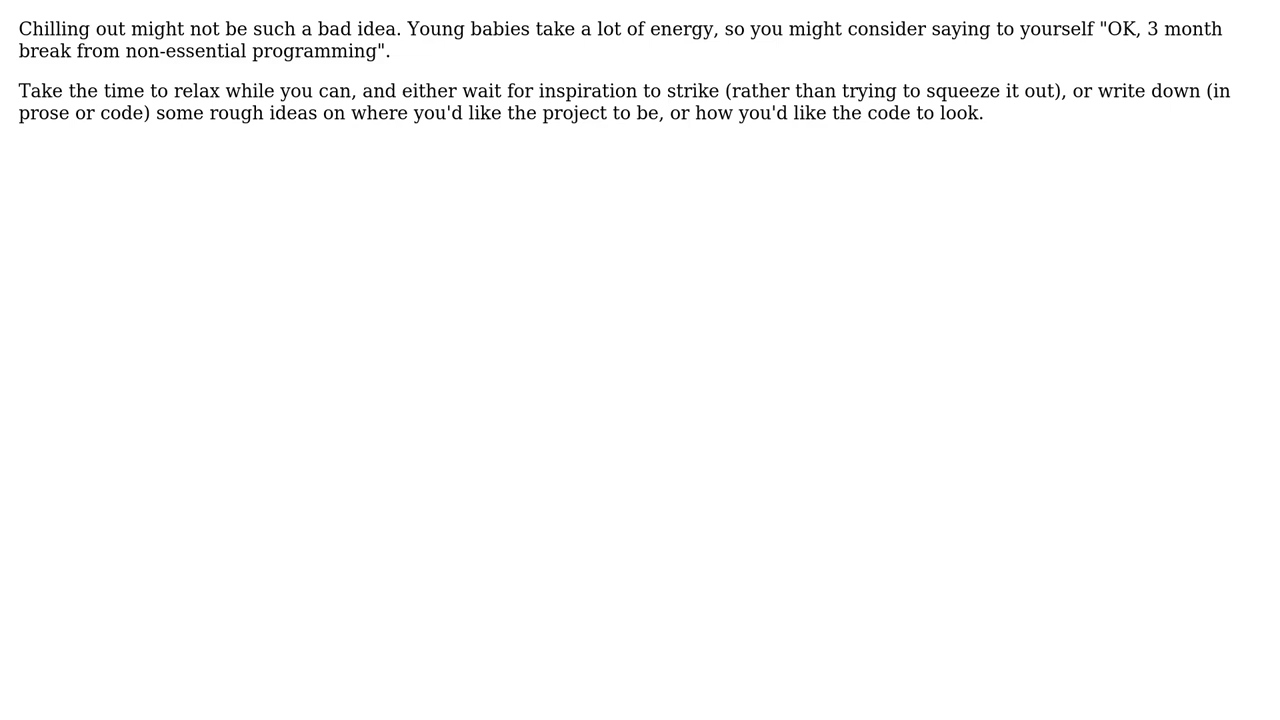 Chilling out might not be such a bad idea. Young babies take a lot of energy, so you might consider saying to yourself "OK, 3 month
break from non-essential programming".
Take the time to relax while you can, and either wait for inspiration to strike (rather than trying to squeeze it out), or write down (in
prose or code) some rough ideas on where you'd like the project to be, or how you'd like the code to look.